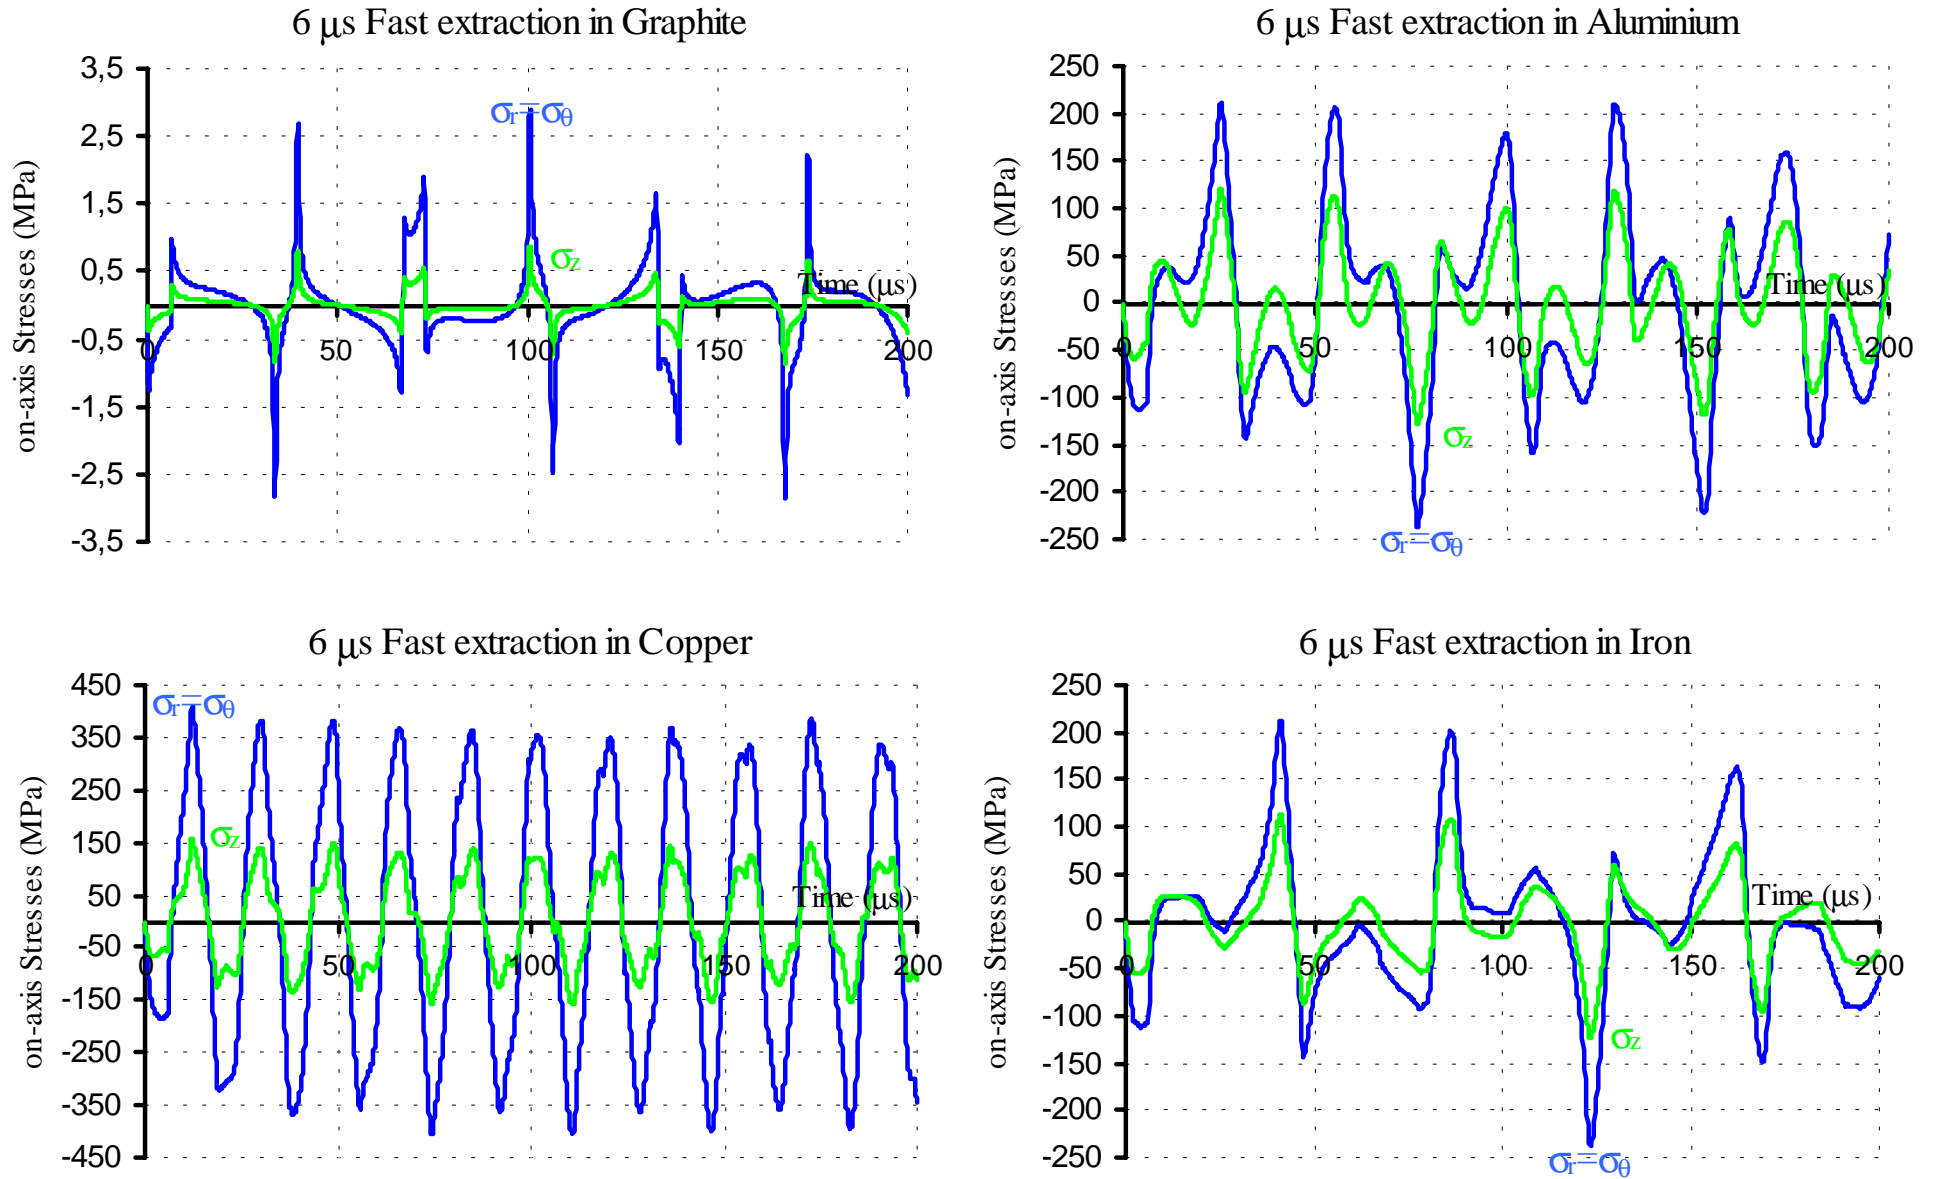 6 μs Fast extraction in Graphite
on-axis Stresses (MPa)
3,5
2,5
1,5
0,5
-0,5
-1,5
-2,5
-3,5
σr=σθ
σz
Time (μs)
0 50 100 150 200
6 μs Fast extraction in Aluminium
on-axis Stresses (MPa)
250
200
150
100
50
0
-50
-100
-150
-200
-250
Time (μs)
0 50 100 150 200
σz
σr=σθ
6 μs Fast extraction in Copper
on-axis Stresses (MPa)
450
350
250
150
50
-50
-150
-250
-350
-450
σr=σθ
σz
Time (μs)
0 50 100 150 200
6 μs Fast extraction in Iron
on-axis Stresses (MPa)
250
200
150
100
50
0
-50
-100
-150
-200
-250
Time (μs)
0 50 100 150 200
σz
σr=σθ